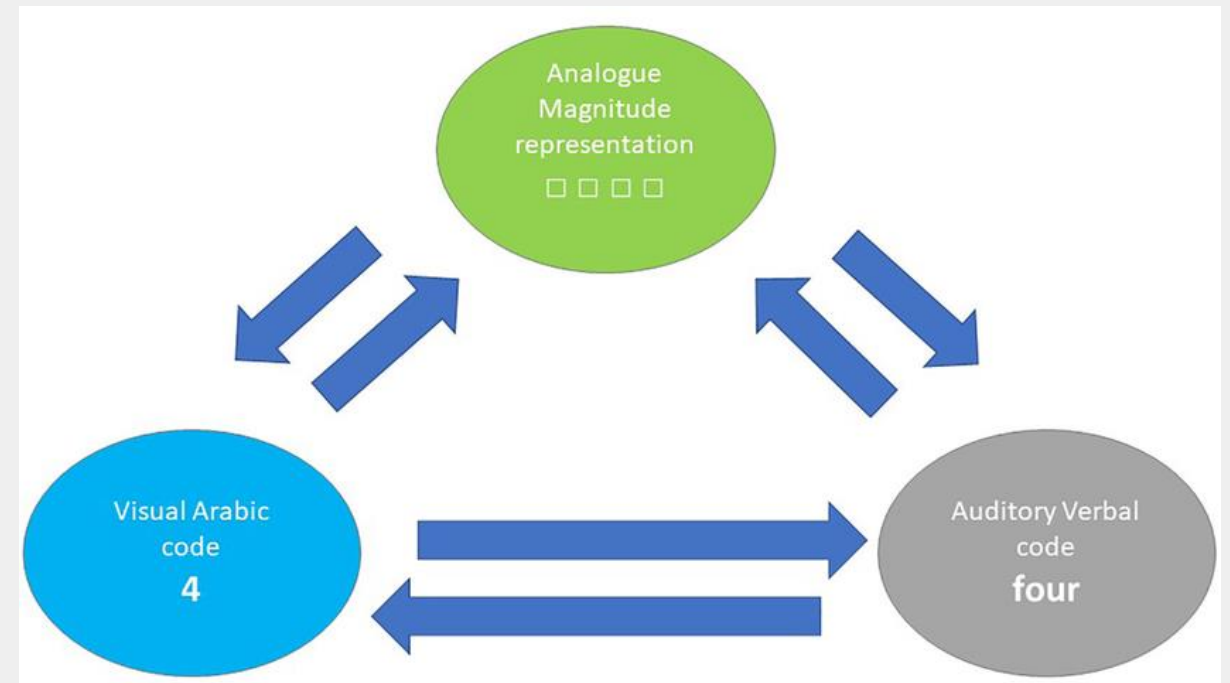 Analogue
Magnitude
representation
□ □ □ □
Visual Arabic
code
4
Auditory Verbal
code
four